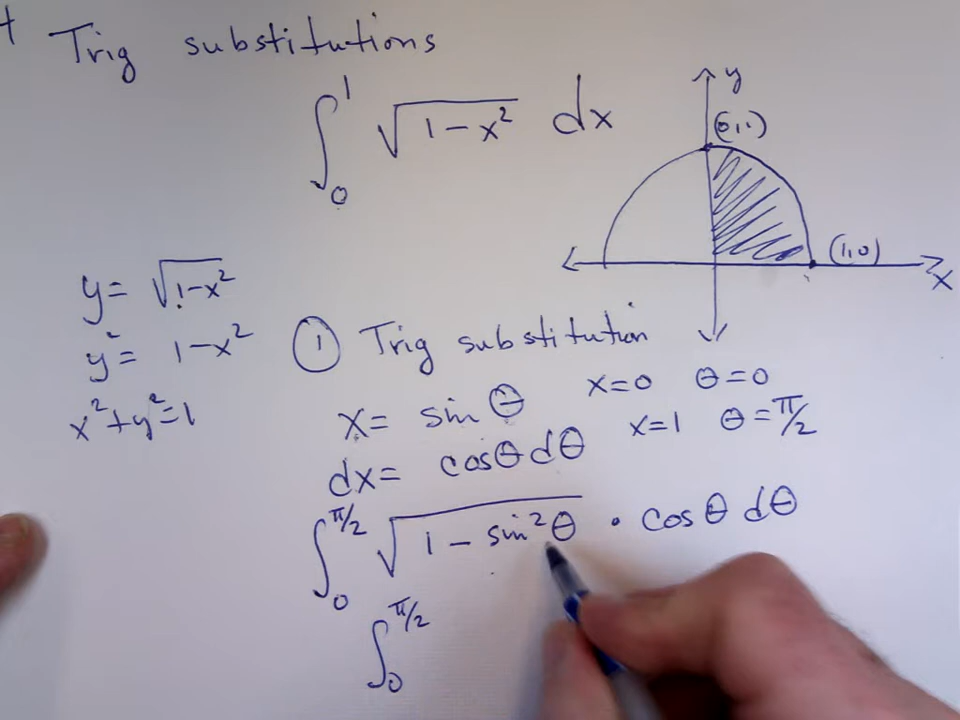 Trig substitutions
∫₀¹ √(1-x²) dx
y
(0,1)
(1,0)
x
y = √(1-x²)
y² = 1-x²
x²+y²=1
① Trig substitution
x = sin θ
x=0 θ=0
x=1 θ=π/2
dx = cosθ dθ
∫₀^(π/2) √(1 - sin²θ) · cos θ dθ
∫₀^(π/2)